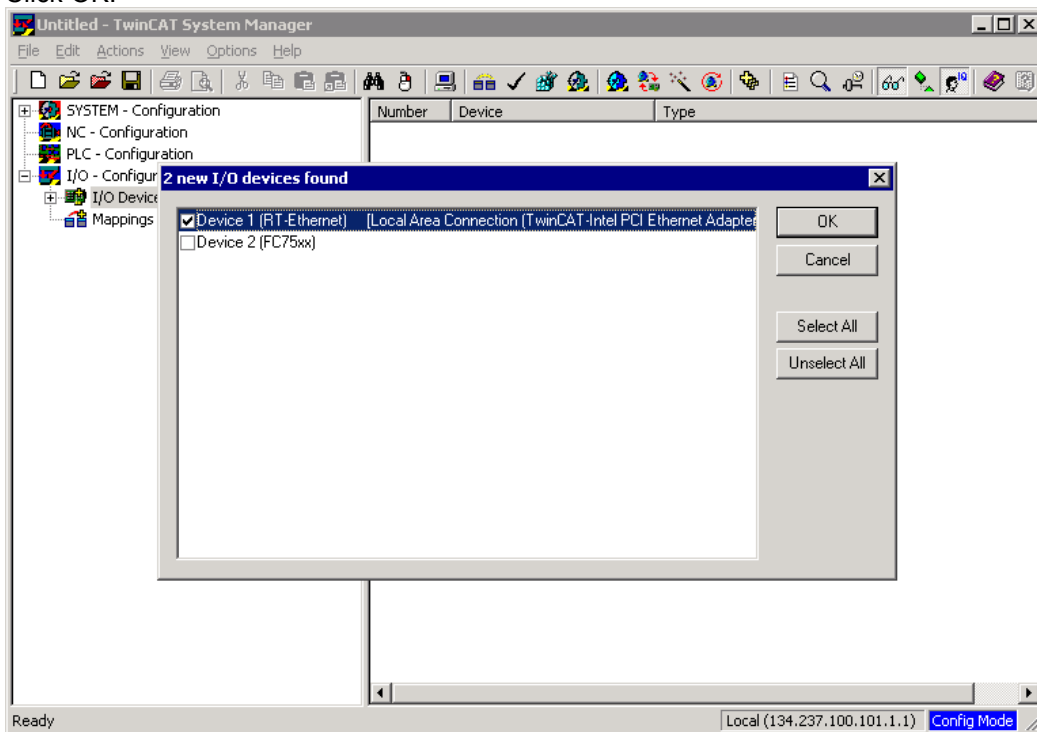 Click OK.
Untitled - TwinCAT System Manager
File Edit Actions View Options Help
SYSTEM - Configuration
NC - Configuration
PLC - Configuration
I/O - Configur
I/O Device
Mappings
Number Device Type
2 new I/O devices found
Device 1 (RT-Ethernet) [Local Area Connection (TwinCAT-Intel PCI Ethernet Adapter
Device 2 (FC75xx)
OK
Cancel
Select All
Unselect All
Ready
Local (134.237.100.101.1.1) Config Mode